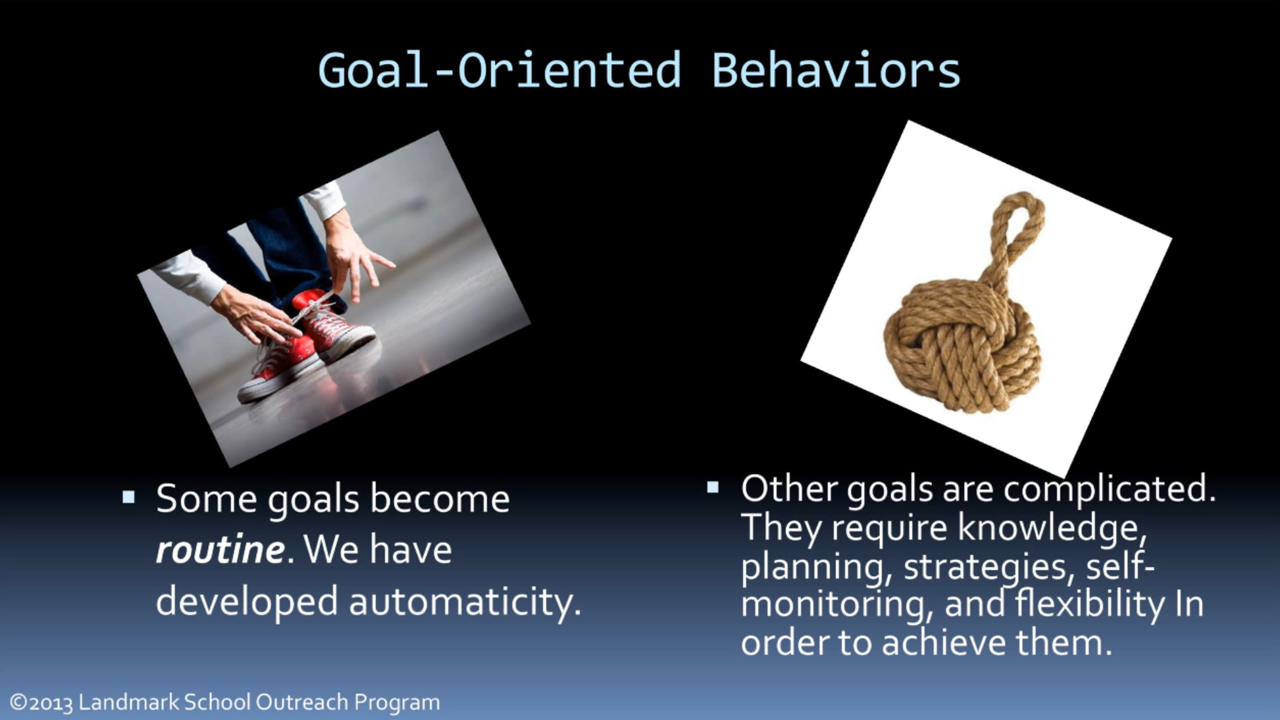 Goal-Oriented Behaviors
▪ Some goals become
routine. We have
developed automaticity.
▪ Other goals are complicated.
They require knowledge,
planning, strategies, self-
monitoring, and flexibility In
order to achieve them.
©2013 Landmark School Outreach Program